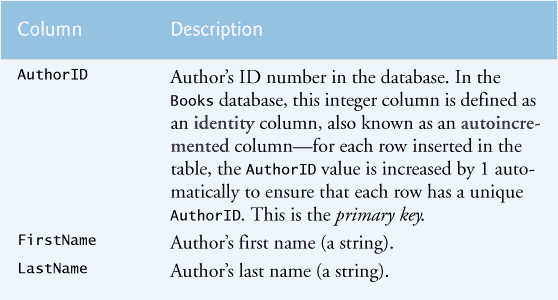 Column Description
AuthorID Author's ID number in the database. In the
Books database, this integer column is defined as
an identity column, also known as an autoincre-
mented column—for each row inserted in the
table, the AuthorID value is increased by 1 auto-
matically to ensure that each row has a unique
AuthorID. This is the primary key.
FirstName Author's first name (a string).
LastName Author's last name (a string).